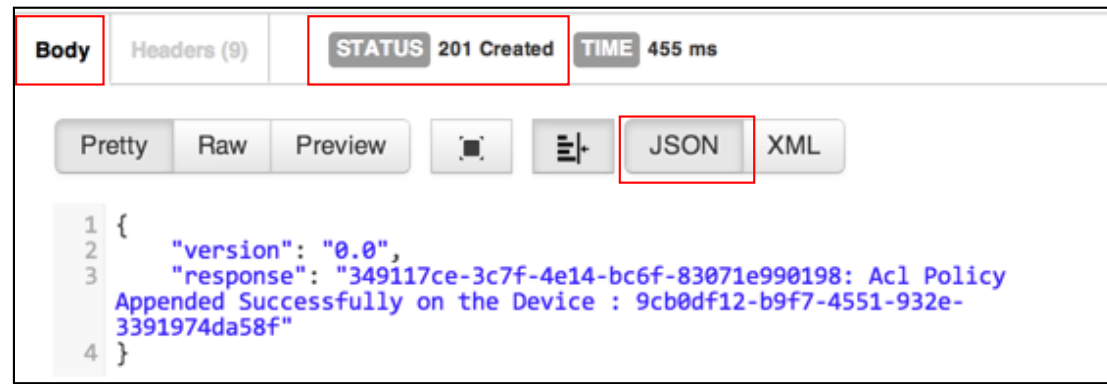 Body Headers (9) STATUS 201 Created TIME 455 ms
Pretty Raw Preview JSON XML
1 {
2 "version": "0.0",
3 "response": "349117ce-3c7f-4e14-bc6f-83071e990198: Acl Policy
Appended Successfully on the Device : 9cb0df12-b9f7-4551-932e-
3391974da58f"
4 }